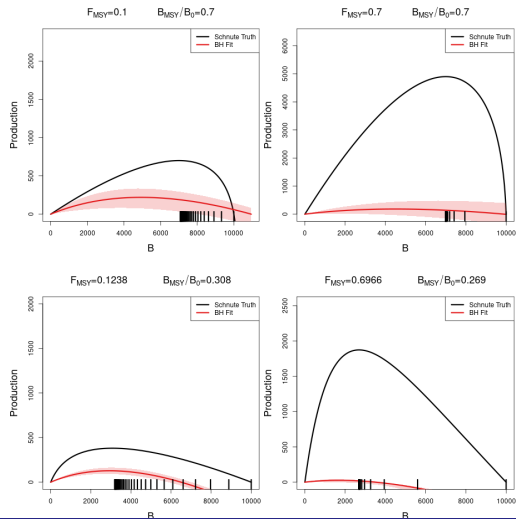 F_MSY=0.1 B_MSY/B_0=0.7
Schnute Truth
BH Fit
Production
0 500 1000 2000
0 2000 4000 6000 8000 10000
B
F_MSY=0.7 B_MSY/B_0=0.7
Schnute Truth
BH Fit
Production
0 1000 2000 3000 4000 5000 6000
0 2000 4000 6000 8000 10000
B
F_MSY=0.1238 B_MSY/B_0=0.308
Schnute Truth
BH Fit
Production
0 500 1000 1500 2000
0 2000 4000 6000 8000 10000
B
F_MSY=0.6966 B_MSY/B_0=0.269
Schnute Truth
BH Fit
Production
0 500 1000 1500 2000 2500
0 2000 4000 6000 8000 10000
B